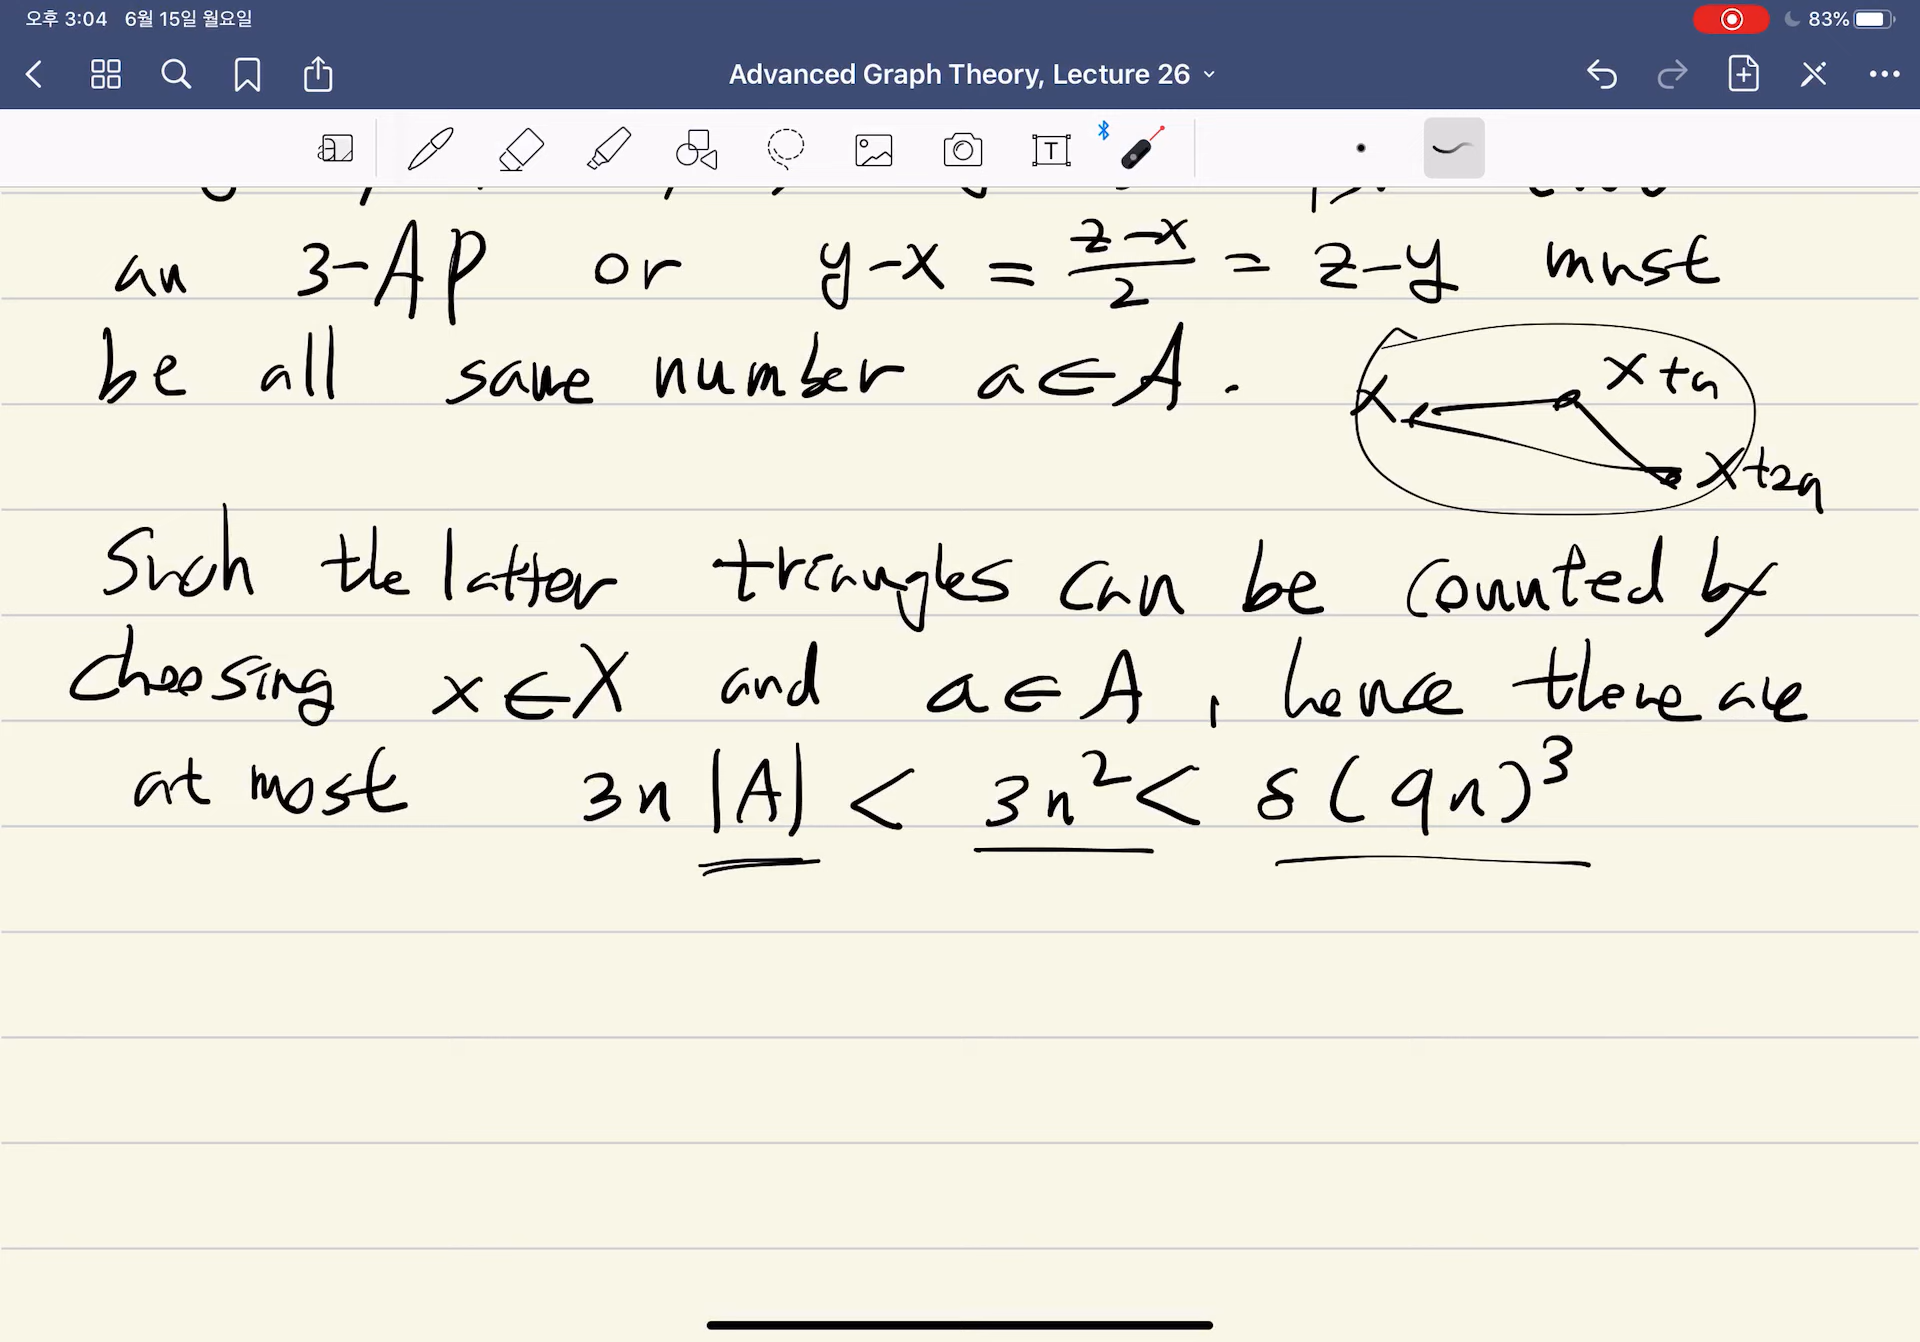 오후 3:04 6월 15일 월요일
83%
Advanced Graph Theory, Lecture 26
an 3-AP or y-x = \frac{z-x}{2} = z-y must
be all same number a∈A.
x
x+a
x+2a
Such the latter triangles can be counted by
choosing x∈X and a∈A, hence there are
at most 3n|A| < 3n² < δ(9n)³